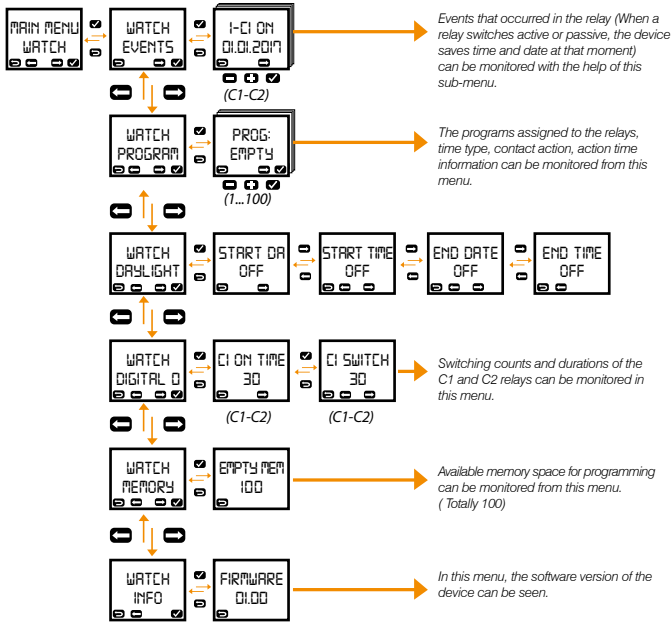 MAIN MENU
WATCH
WATCH
EVENTS
1-C1 ON
01.01.2017
(C1-C2)
Events that occurred in the relay (When a
relay switches active or passive, the device
saves time and date at that moment)
can be monitored with the help of this
sub-menu.
WATCH
PROGRAM
PROG:
EMPTY
(1...100)
The programs assigned to the relays,
time type, contact action, action time
information can be monitored from this
menu.
WATCH
DAYLIGHT
START DA
OFF
START TIME
OFF
END DATE
OFF
END TIME
OFF
WATCH
DIGITAL O
C1 ON TIME
30
(C1-C2)
C1 SWITCH
30
(C1-C2)
Switching counts and durations of the
C1 and C2 relays can be monitored in
this menu.
WATCH
MEMORY
EMPTY MEM
100
Available memory space for programming
can be monitored from this menu.
( Totally 100)
WATCH
INFO
FIRMWARE
01.00
In this menu, the software version of the
device can be seen.